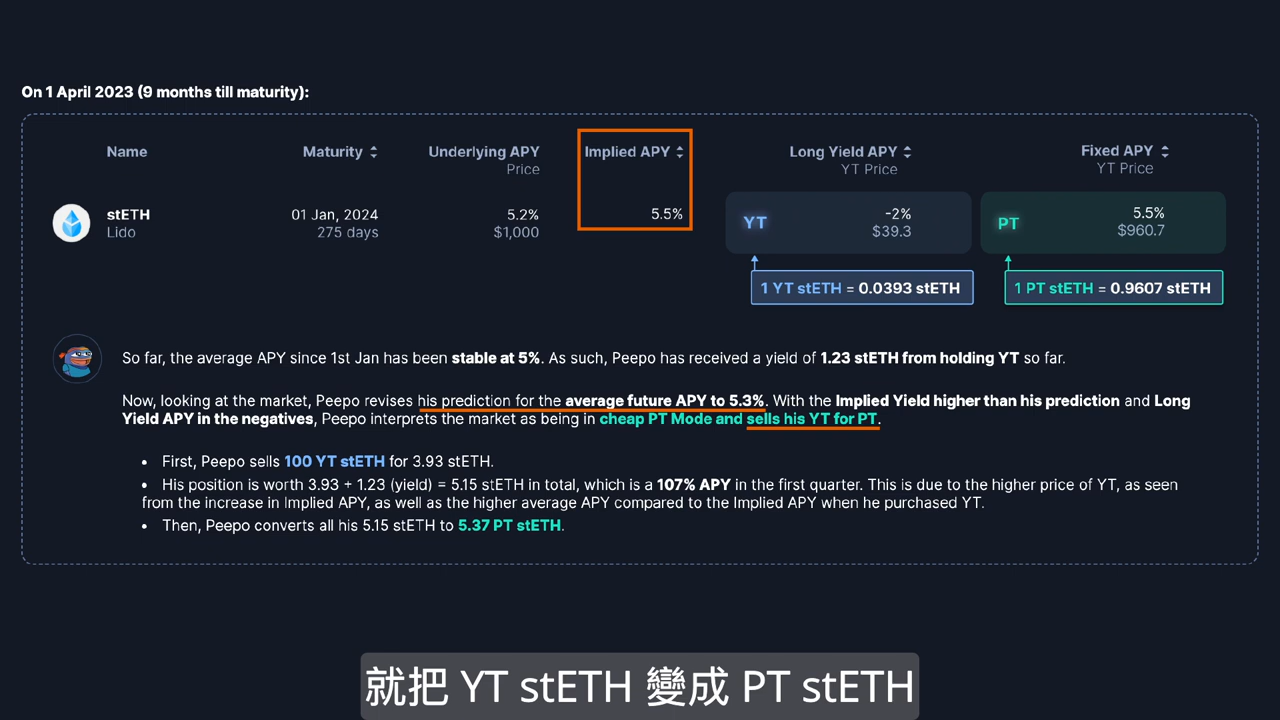 On 1 April 2023 (9 months till maturity):
Name Maturity Underlying APY Implied APY Long Yield APY Fixed APY
Price YT Price YT Price
stETH 01 Jan, 2024 5.2% 5.5% YT -2% PT 5.5%
Lido 275 days $1,000 $39.3 $960.7
1 YT stETH = 0.0393 stETH 1 PT stETH = 0.9607 stETH
So far, the average APY since 1st Jan has been stable at 5%. As such, Peepo has received a yield of 1.23 stETH from holding YT so far.
Now, looking at the market, Peepo revises his prediction for the average future APY to 5.3%. With the Implied Yield higher than his prediction and Long
Yield APY in the negatives, Peepo interprets the market as being in cheap PT Mode and sells his YT for PT.
• First, Peepo sells 100 YT stETH for 3.93 stETH.
• His position is worth 3.93 + 1.23 (yield) = 5.15 stETH in total, which is a 107% APY in the first quarter. This is due to the higher price of YT, as seen
from the increase in Implied APY, as well as the higher average APY compared to the Implied APY when he purchased YT.
• Then, Peepo converts all his 5.15 stETH to 5.37 PT stETH.
就把 YT stETH 變成 PT stETH